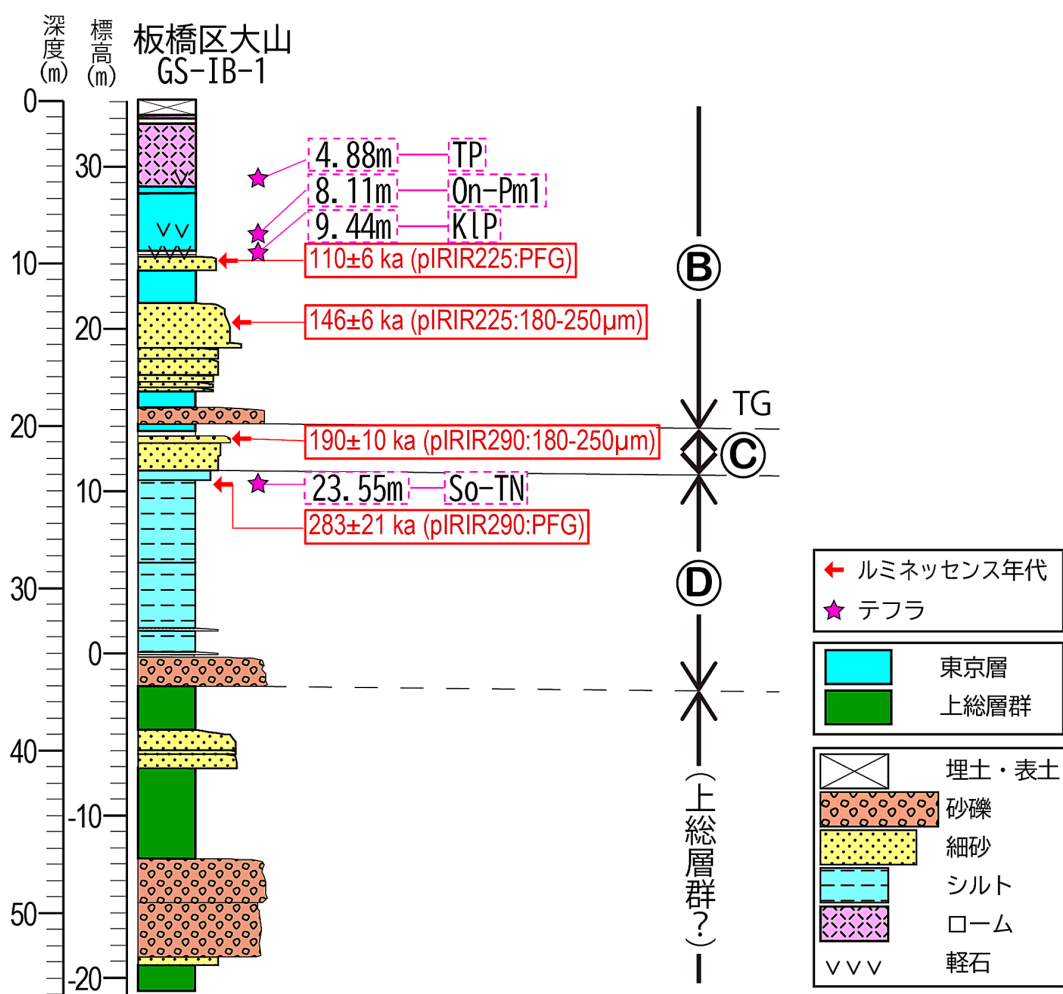 深度(m)
標高(m)
板橋区大山
GS-IB-1
0
10
20
30
40
50
30
20
10
0
-10
-20
4.88m
TP
8.11m
On-Pm1
9.44m
KlP
110±6 ka (pIRIR225:PFG)
146±6 ka (pIRIR225:180-250μm)
190±10 ka (pIRIR290:180-250μm)
23.55m
So-TN
283±21 ka (pIRIR290:PFG)
B
TG
C
D
(上総層群?)
ルミネッセンス年代
テフラ
東京層
上総層群
埋土・表土
砂礫
細砂
シルト
ローム
軽石